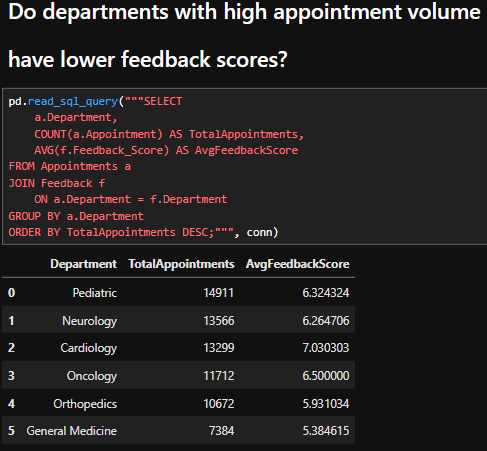 Do departments with high appointment volume
have lower feedback scores?
pd.read_sql_query("""SELECT
    a.Department,
    COUNT(a.Appointment) AS TotalAppointments,
    AVG(f.Feedback_Score) AS AvgFeedbackScore
FROM Appointments a
JOIN Feedback f
    ON a.Department = f.Department
GROUP BY a.Department
ORDER BY TotalAppointments DESC;""", conn)
Department TotalAppointments AvgFeedbackScore
0 Pediatric 14911 6.324324
1 Neurology 13566 6.264706
2 Cardiology 13299 7.030303
3 Oncology 11712 6.500000
4 Orthopedics 10672 5.931034
5 General Medicine 7384 5.384615